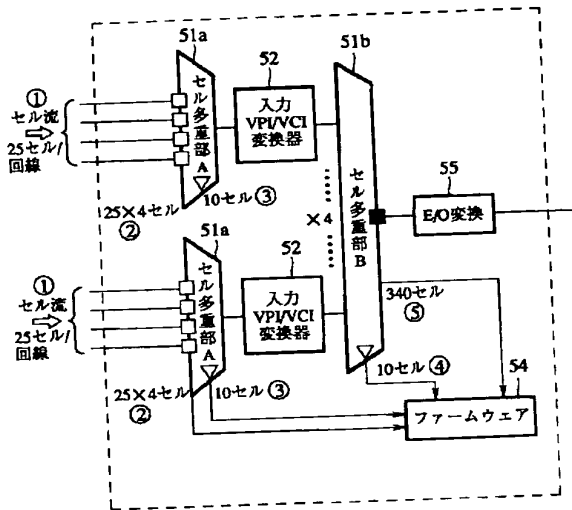 51a
セル多重部A
52
入力
VPI/VCI
変換器
51b
セル多重部B
①
セル流
25セル/
回線
25×4セル
②
10セル ③
×4
55
E/O変換
51a
セル多重部A
52
入力
VPI/VCI
変換器
①
セル流
25セル/
回線
25×4セル
②
10セル ③
340セル
⑤
10セル ④
54
ファームウェア